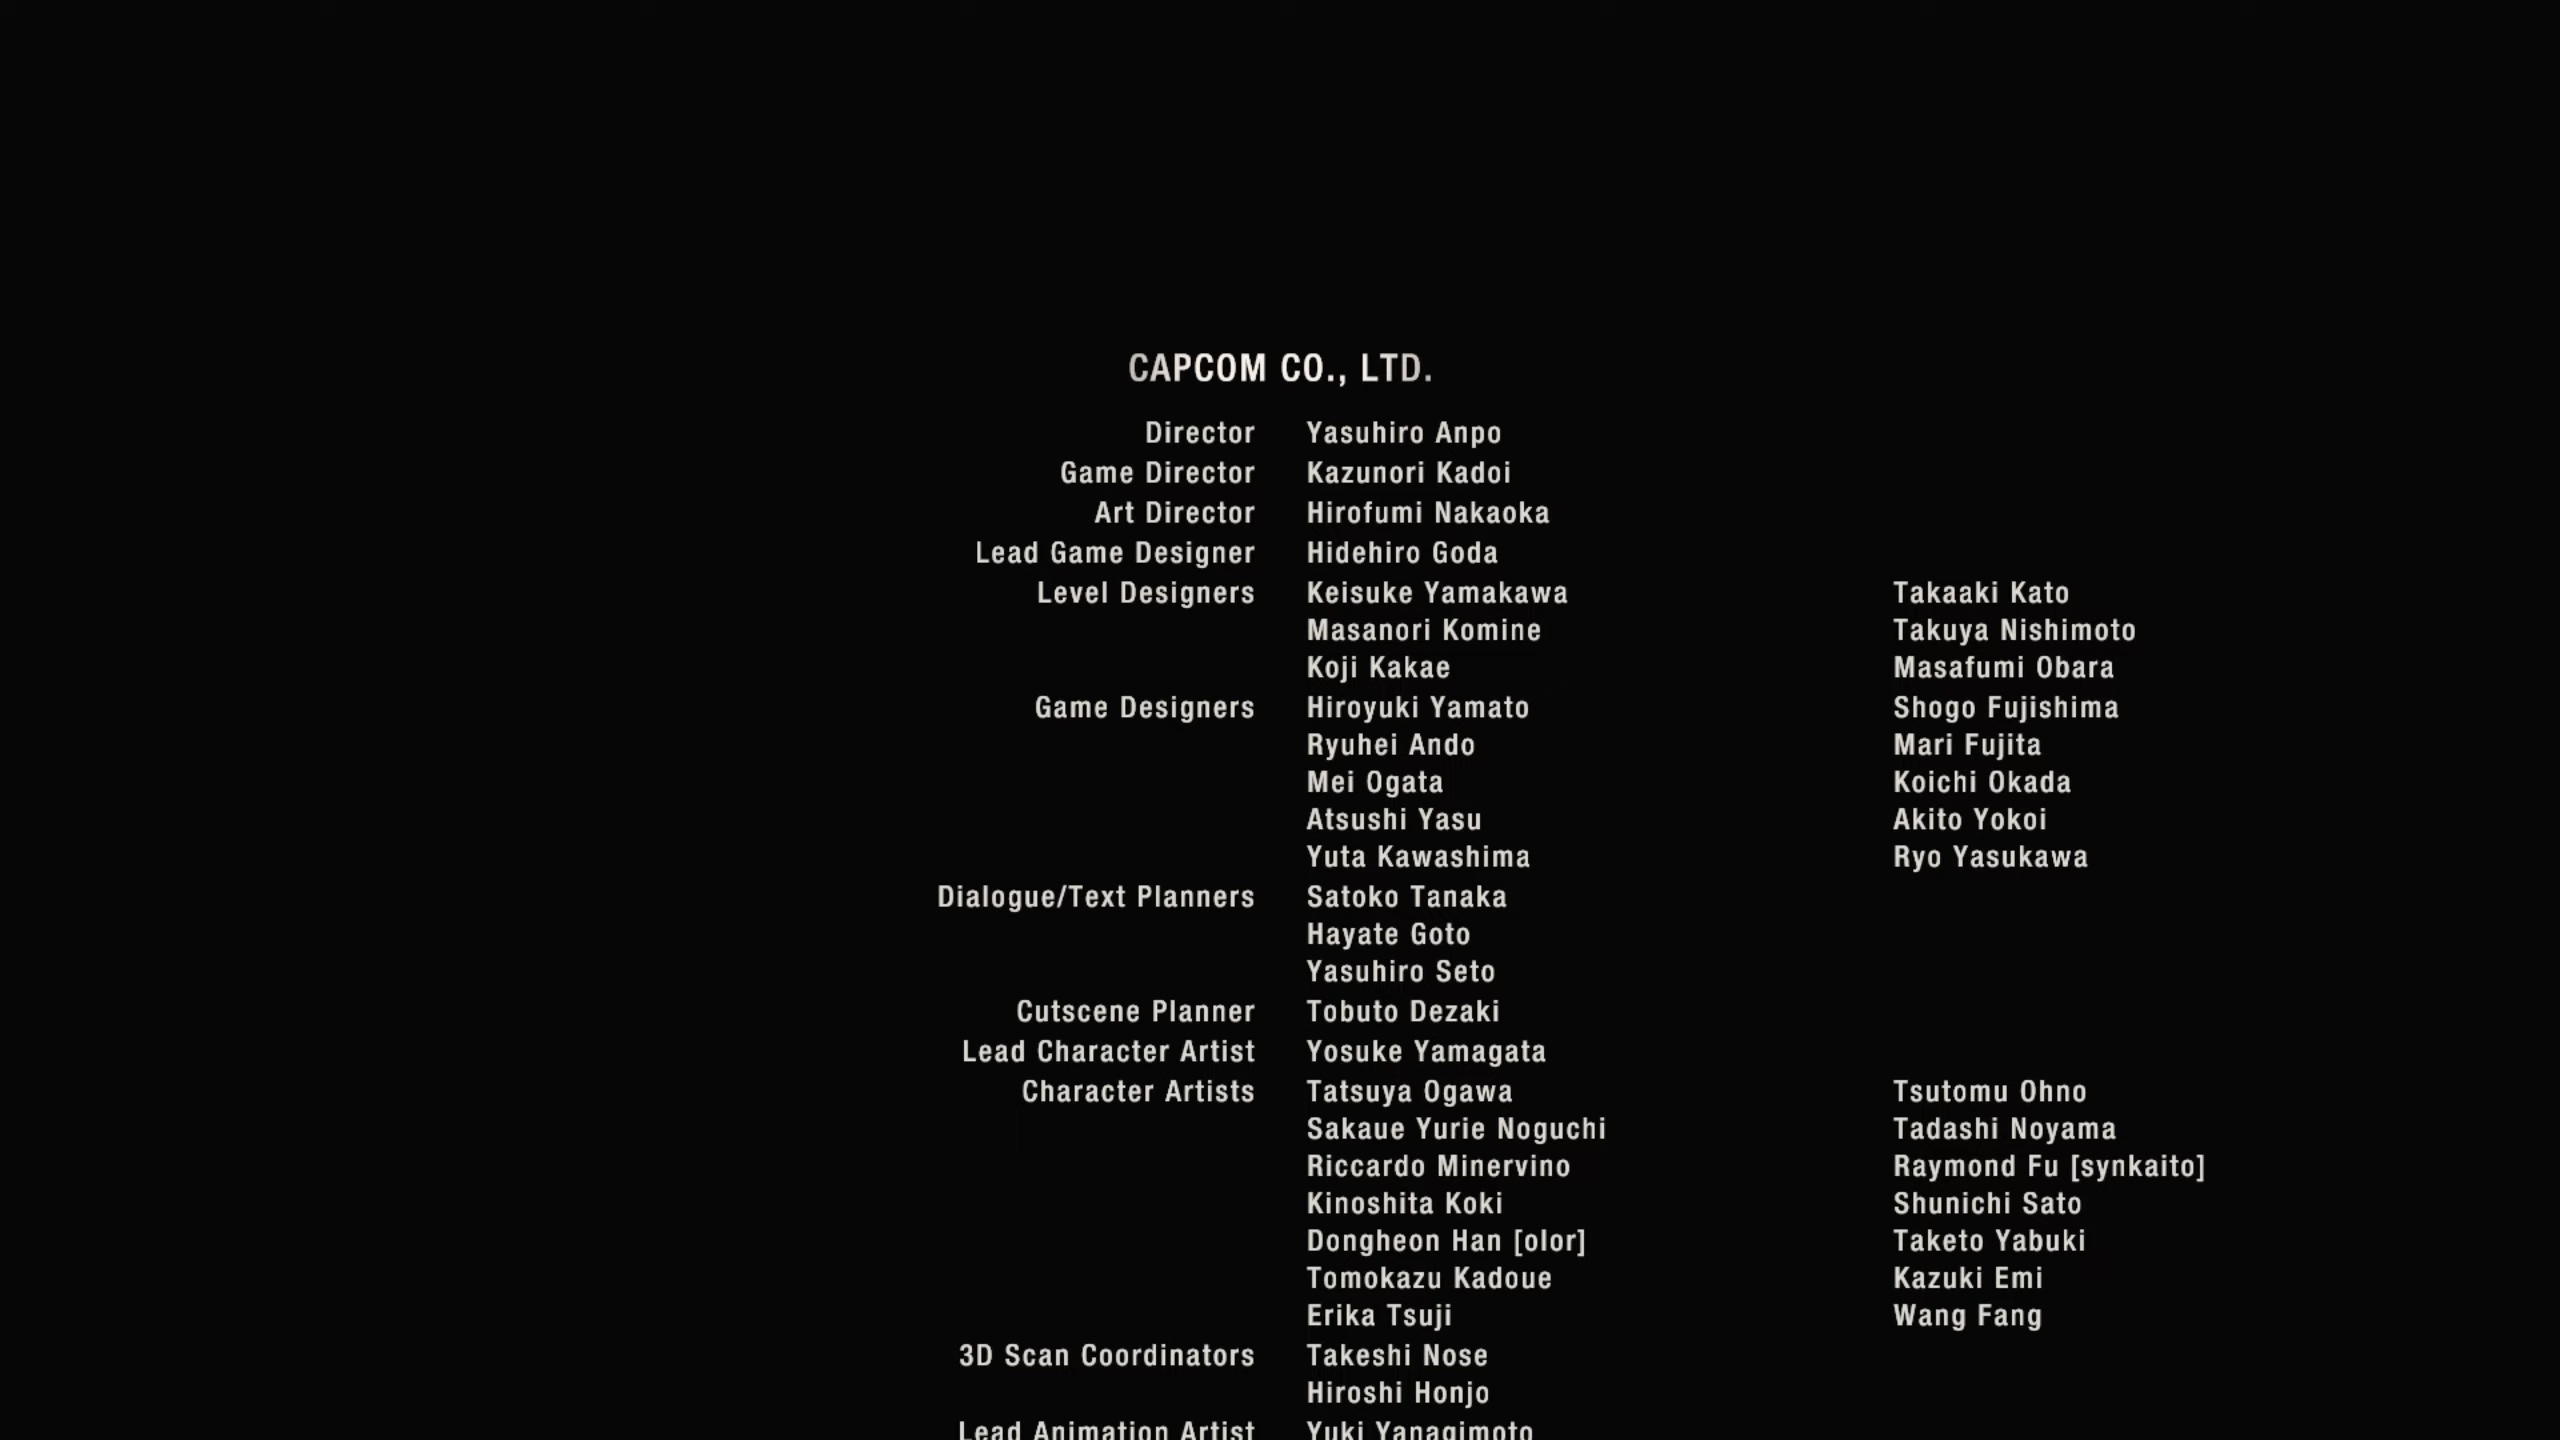 CAPCOM CO., LTD.
Director Yasuhiro Anpo
Game Director Kazunori Kadoi
Art Director Hirofumi Nakaoka
Lead Game Designer Hidehiro Goda
Level Designers Keisuke Yamakawa Takaaki Kato
Masanori Komine Takuya Nishimoto
Koji Kakae Masafumi Obara
Game Designers Hiroyuki Yamato Shogo Fujishima
Ryuhei Ando Mari Fujita
Mei Ogata Koichi Okada
Atsushi Yasu Akito Yokoi
Yuta Kawashima Ryo Yasukawa
Dialogue/Text Planners Satoko Tanaka
Hayate Goto
Yasuhiro Seto
Cutscene Planner Tobuto Dezaki
Lead Character Artist Yosuke Yamagata
Character Artists Tatsuya Ogawa Tsutomu Ohno
Sakaue Yurie Noguchi Tadashi Noyama
Riccardo Minervino Raymond Fu [synkaito]
Kinoshita Koki Shunichi Sato
Dongheon Han [olor] Taketo Yabuki
Tomokazu Kadoue Kazuki Emi
Erika Tsuji Wang Fang
3D Scan Coordinators Takeshi Nose
Hiroshi Honjo
Lead Animation Artist Yuki Yanagimoto